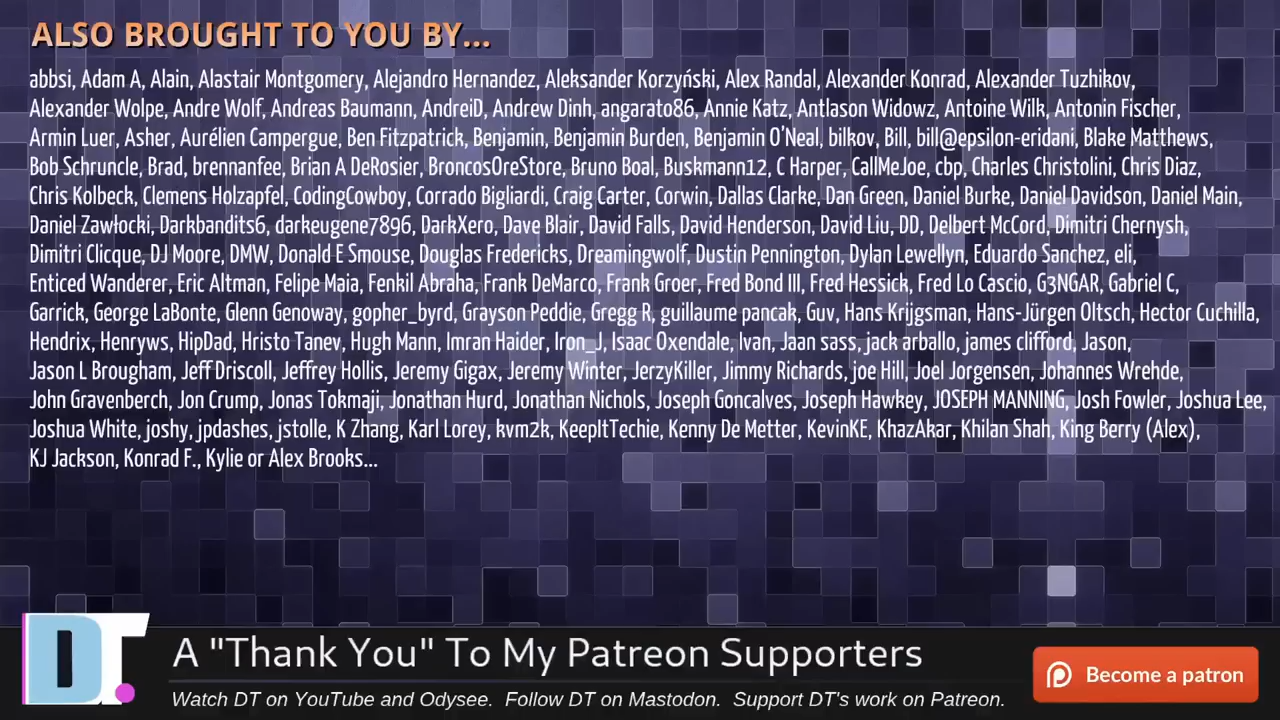 ALSO BROUGHT TO YOU BY...
abbsi, Adam A, Alain, Alastair Montgomery, Alejandro Hernandez, Aleksander Korzyński, Alex Randal, Alexander Konrad, Alexander Tuzhikov,
Alexander Wolpe, Andre Wolf, Andreas Baumann, AndreiD, Andrew Dinh, angarato86, Annie Katz, Antlason Widowz, Antoine Wilk, Antonin Fischer,
Armin Luer, Asher, Aurélien Campergue, Ben Fitzpatrick, Benjamin, Benjamin Burden, Benjamin O'Neal, bilkov, Bill, bill@epsilon-eridani, Blake Matthews,
Bob Schruncle, Brad, brennanfee, Brian A DeRosier, BroncosOreStore, Bruno Boal, Buskmann12, C Harper, CallMeJoe, cbp, Charles Christolini, Chris Diaz,
Chris Kolbeck, Clemens Holzapfel, CodingCowboy, Corrado Bigliardi, Craig Carter, Corwin, Dallas Clarke, Dan Green, Daniel Burke, Daniel Davidson, Daniel Main,
Daniel Zawłocki, Darkbandits6, darkeugene7896, DarkXero, Dave Blair, David Falls, David Henderson, David Liu, DD, Delbert McCord, Dimitri Chernysh,
Dimitri Clicque, DJ Moore, DMW, Donald E Smouse, Douglas Fredericks, Dreamingwolf, Dustin Pennington, Dylan Lewellyn, Eduardo Sanchez, eli,
Enticed Wanderer, Eric Altman, Felipe Maia, Fenkil Abraha, Frank DeMarco, Frank Groer, Fred Bond III, Fred Hessick, Fred Lo Cascio, G3NGAR, Gabriel C,
Garrick, George LaBonte, Glenn Genoway, gopher_byrd, Grayson Peddie, Gregg R, guillaume pancak, Guv, Hans Krijgsman, Hans-Jürgen Oltsch, Hector Cuchilla,
Hendrix, Henryws, HipDad, Hristo Tanev, Hugh Mann, Imran Haider, Iron_J, Isaac Oxendale, Ivan, Jaan sass, jack arballo, james clifford, Jason,
Jason L Brougham, Jeff Driscoll, Jeffrey Hollis, Jeremy Gigax, Jeremy Winter, JerzyKiller, Jimmy Richards, joe Hill, Joel Jorgensen, Johannes Wrehde,
John Gravenberch, Jon Crump, Jonas Tokmaji, Jonathan Hurd, Jonathan Nichols, Joseph Goncalves, Joseph Hawkey, JOSEPH MANNING, Josh Fowler, Joshua Lee,
Joshua White, joshy, jpdashes, jstolle, K Zhang, Karl Lorey, kvm2k, KeepItTechie, Kenny De Metter, KevinKE, KhazAkar, Khilan Shah, King Berry (Alex),
KJ Jackson, Konrad F., Kylie or Alex Brooks...
DT
A "Thank You" To My Patreon Supporters
Become a patron
Watch DT on YouTube and Odysee. Follow DT on Mastodon. Support DT's work on Patreon.